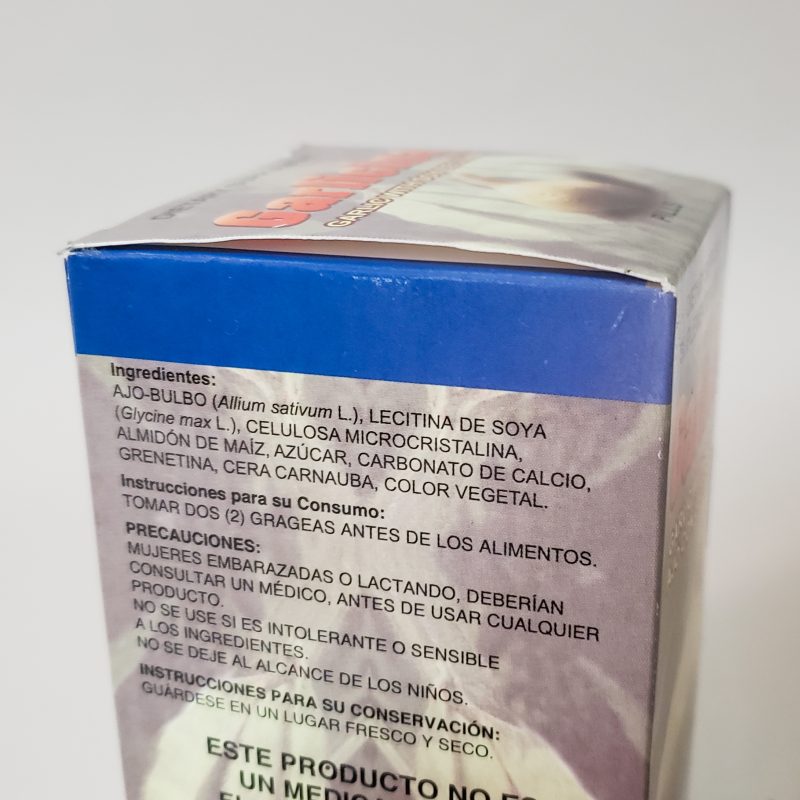 Ingredientes:
AJO-BULBO (Allium sativum L.), LECITINA DE SOYA
(Glycine max L.), CELULOSA MICROCRISTALINA,
ALMIDÓN DE MAÍZ, AZÚCAR, CARBONATO DE CALCIO,
GRENETINA, CERA CARNAUBA, COLOR VEGETAL.
Instrucciones para su Consumo:
TOMAR DOS (2) GRAGEAS ANTES DE LOS ALIMENTOS.
PRECAUCIONES:
MUJERES EMBARAZADAS O LACTANDO, DEBERÍAN
CONSULTAR UN MÉDICO, ANTES DE USAR CUALQUIER
PRODUCTO.
NO SE USE SI ES INTOLERANTE O SENSIBLE
A LOS INGREDIENTES.
NO SE DEJE AL ALCANCE DE LOS NIÑOS.
INSTRUCCIONES PARA SU CONSERVACIÓN:
GUÁRDESE EN UN LUGAR FRESCO Y SECO.
ESTE PRODUCTO NO
UN